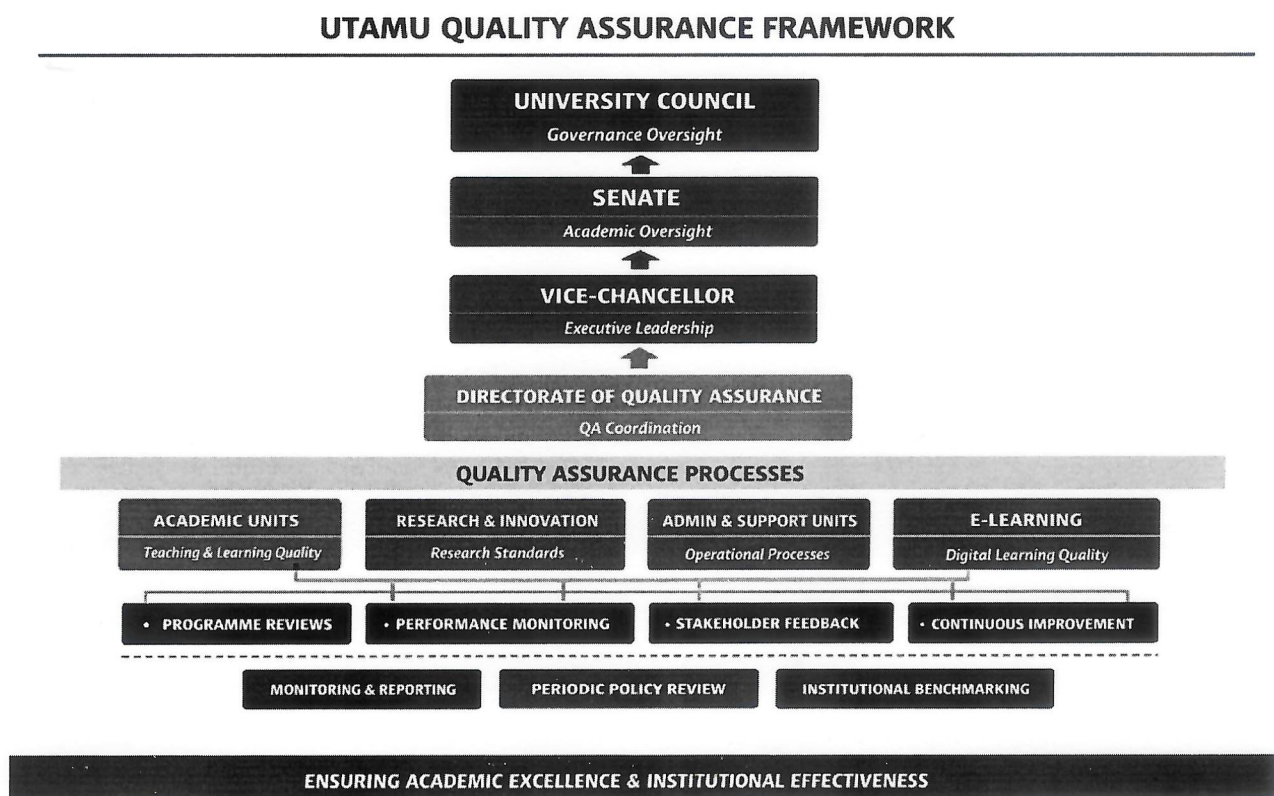 UTAMU QUALITY ASSURANCE FRAMEWORK
UNIVERSITY COUNCIL
Governance Oversight
SENATE
Academic Oversight
VICE-CHANCELLOR
Executive Leadership
DIRECTORATE OF QUALITY ASSURANCE
QA Coordination
QUALITY ASSURANCE PROCESSES
ACADEMIC UNITS
Teaching & Learning Quality
RESEARCH & INNOVATION
Research Standards
ADMIN & SUPPORT UNITS
Operational Processes
E-LEARNING
Digital Learning Quality
• PROGRAMME REVIEWS
• PERFORMANCE MONITORING
• STAKEHOLDER FEEDBACK
• CONTINUOUS IMPROVEMENT
MONITORING & REPORTING
PERIODIC POLICY REVIEW
INSTITUTIONAL BENCHMARKING
ENSURING ACADEMIC EXCELLENCE & INSTITUTIONAL EFFECTIVENESS